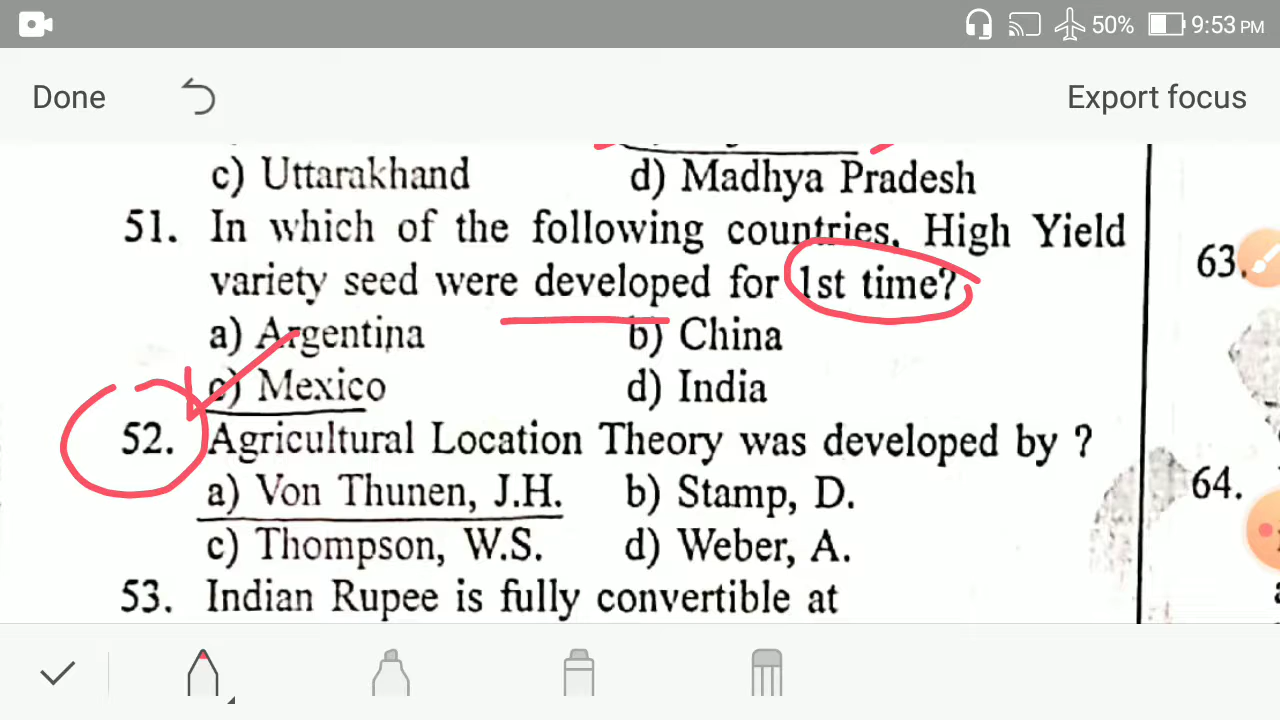 50% 9:53 PM
Done
Export focus
c) Uttarakhand d) Madhya Pradesh
51. In which of the following countries, High Yield
variety seed were developed for 1st time?
a) Argentina b) China
c) Mexico d) India
52. Agricultural Location Theory was developed by ?
a) Von Thunen, J.H. b) Stamp, D.
c) Thompson, W.S. d) Weber, A.
53. Indian Rupee is fully convertible at
63.
64.